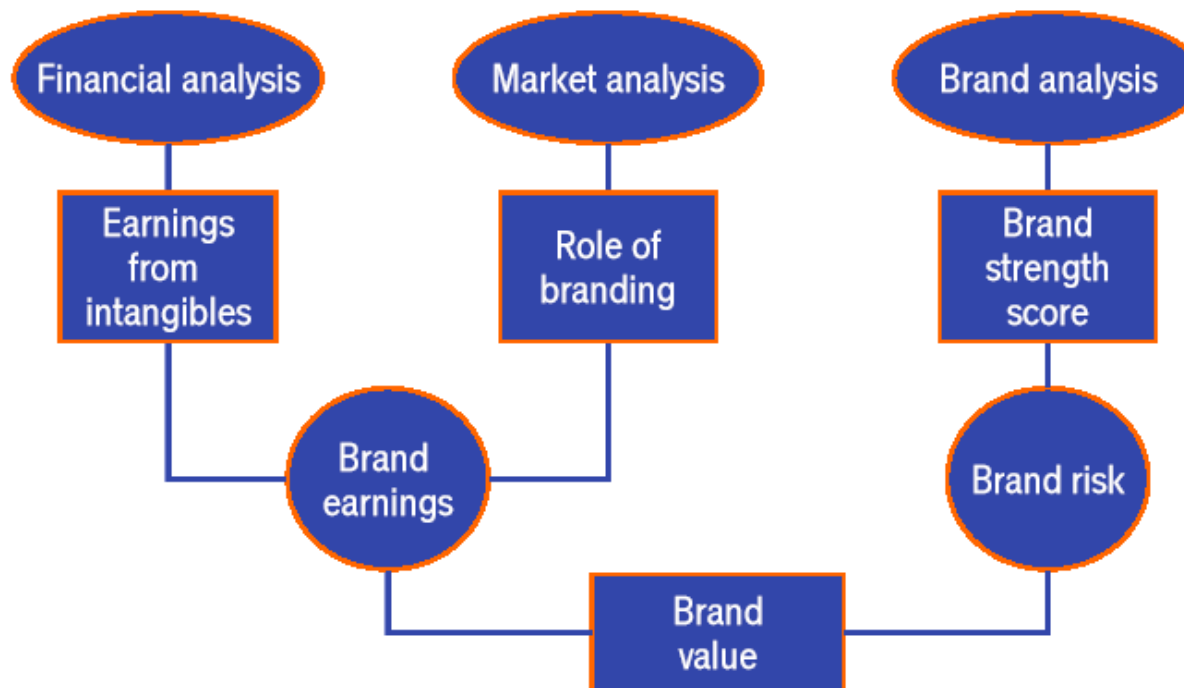 Financial analysis
Market analysis
Brand analysis
Earnings
from
intangibles
Role of
branding
Brand
strength
score
Brand
earnings
Brand risk
Brand
value